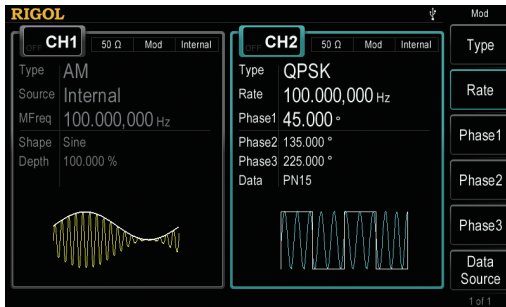 RIGOL
Mod
OFF CH1 50 Ω Mod Internal
Type AM
Source Internal
MFreq 100.000,000 Hz
Shape Sine
Depth 100.000 %
OFF CH2 50 Ω Mod Internal
Type QPSK
Rate 100.000,000 Hz
Phase1 45.000 °
Phase2 135.000 °
Phase3 225.000 °
Data PN15
Type
Rate
Phase1
Phase2
Phase3
Data
Source
1 of 1